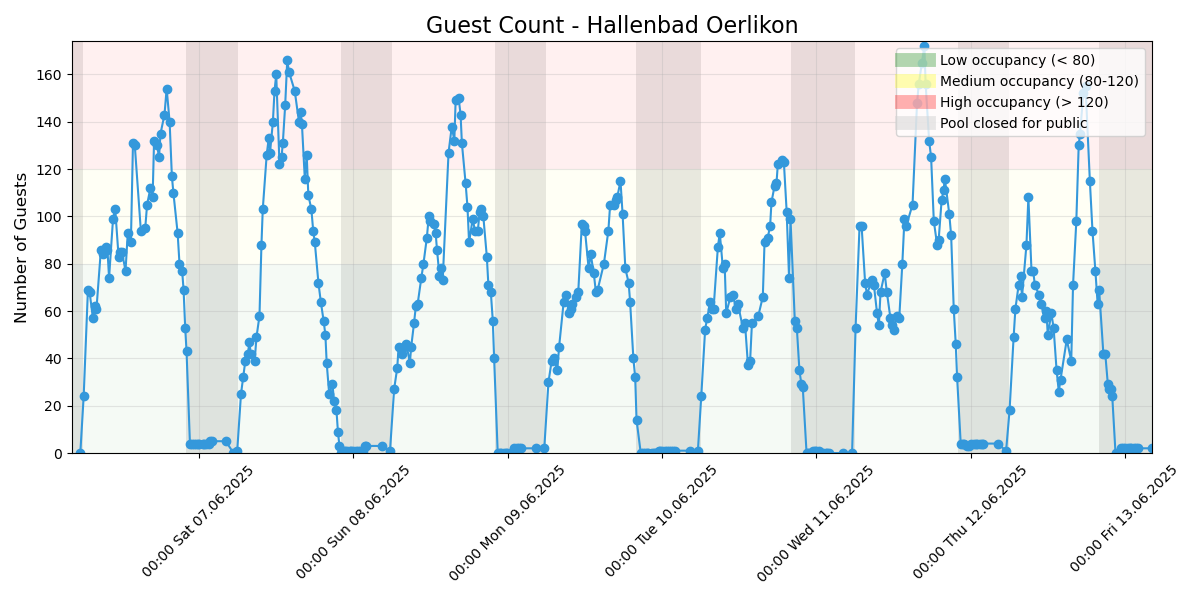 Guest Count - Hallenbad Oerlikon
Number of Guests
160
140
120
100
80
60
40
20
0
Low occupancy (< 80)
Medium occupancy (80-120)
High occupancy (> 120)
Pool closed for public
00:00 Sat 07.06.2025
00:00 Sun 08.06.2025
00:00 Mon 09.06.2025
00:00 Tue 10.06.2025
00:00 Wed 11.06.2025
00:00 Thu 12.06.2025
00:00 Fri 13.06.2025